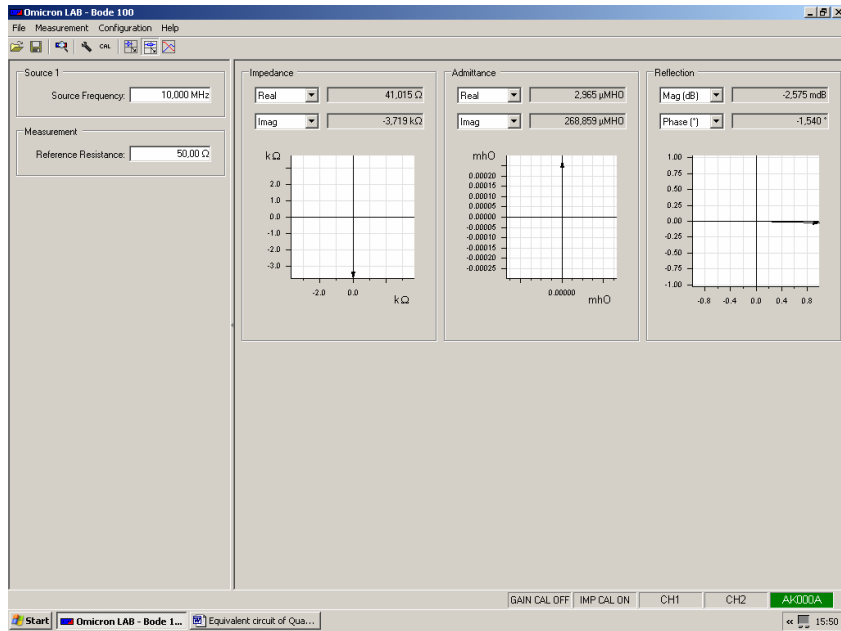 Omicron LAB - Bode 100
File Measurement Configuration Help
CAL
Source 1
Source Frequency: 10,000 MHz
Measurement
Reference Resistance: 50,00 Ω
Impedance
Real 41,015 Ω
Imag -3,719 kΩ
kΩ
2.0
1.0
0.0
-1.0
-2.0
-3.0
-2.0 0.0
kΩ
Admittance
Real 2,965 µMHO
Imag 268,859 µMHO
mhO
0.00020
0.00015
0.00010
0.00005
0.00000
-0.00005
-0.00010
-0.00015
-0.00020
-0.00025
0.00000
mhO
Reflection
Mag (dB) -2,575 mdB
Phase (°) -1,540 °
1.00
0.75
0.50
0.25
0.00
-0.25
-0.50
-0.75
-1.00
-0.8 -0.4 0.0 0.4 0.8
GAIN CAL OFF IMP CAL ON CH1 CH2 AK000A
Start Omicron LAB - Bode 1... Equivalent circuit of Qua... « 15:50